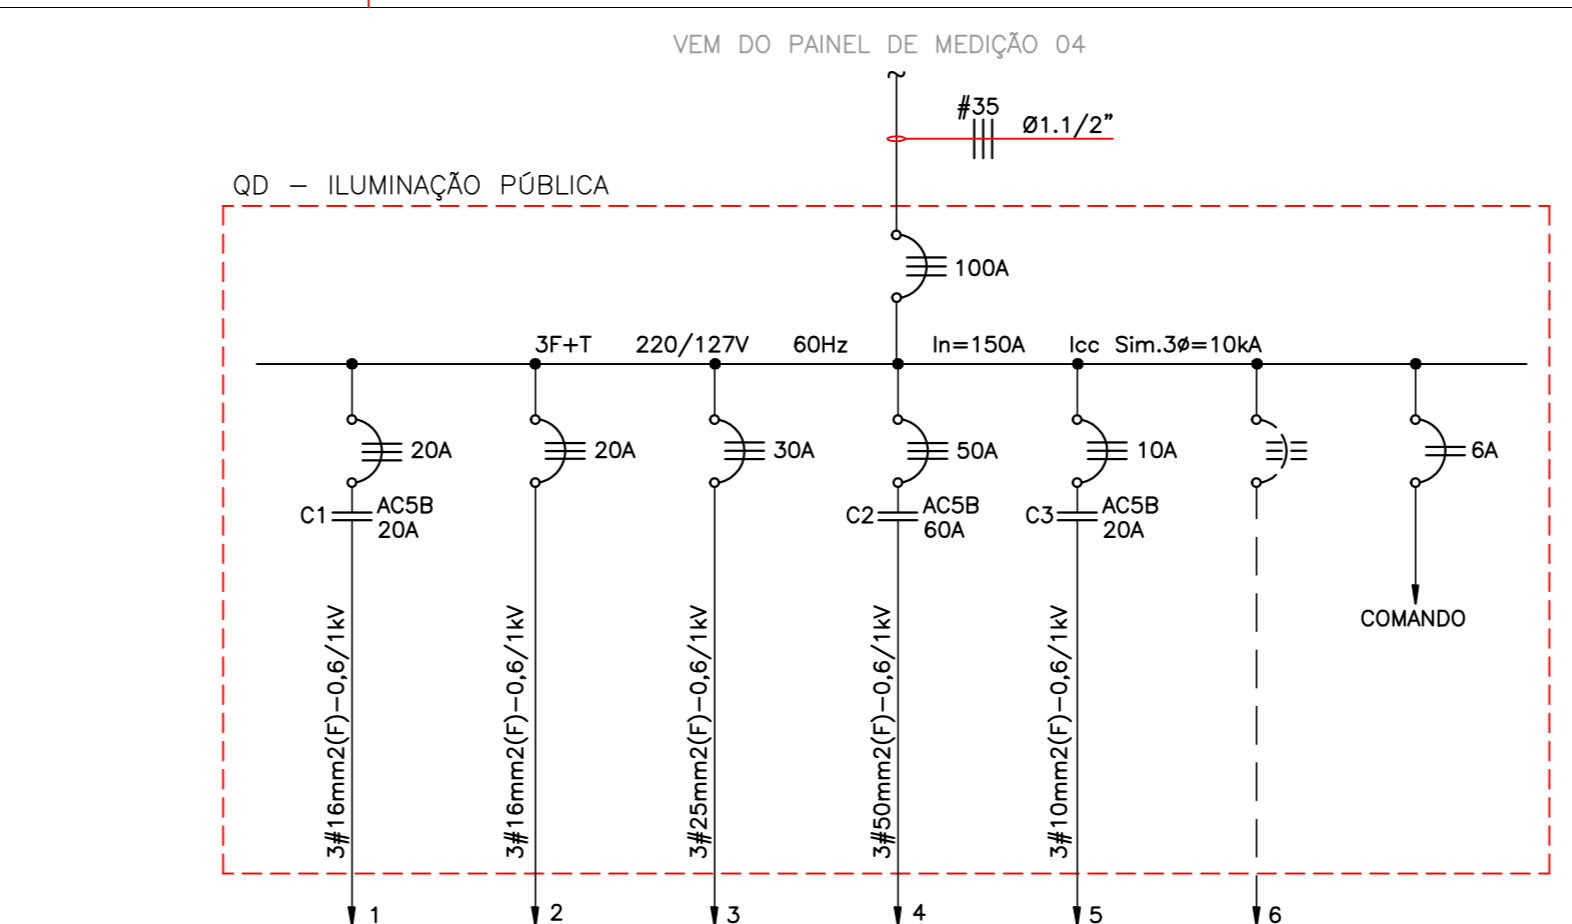 VEM DO PAINEL DE MEDIÇÃO 04
#35
Ø1.1/2”
QD – ILUMINAÇÃO PÚBLICA
100A
3F+T 220/127V 60Hz In=150A Icc Sim.3ø=10kA
20A
20A
30A
50A
10A
6A
C1
AC5B
20A
C2
AC5B
60A
C3
AC5B
20A
COMANDO
3#16mm2(F)–0,6/1kV
3#16mm2(F)–0,6/1kV
3#25mm2(F)–0,6/1kV
3#50mm2(F)–0,6/1kV
3#10mm2(F)–0,6/1kV
1
2
3
4
5
6